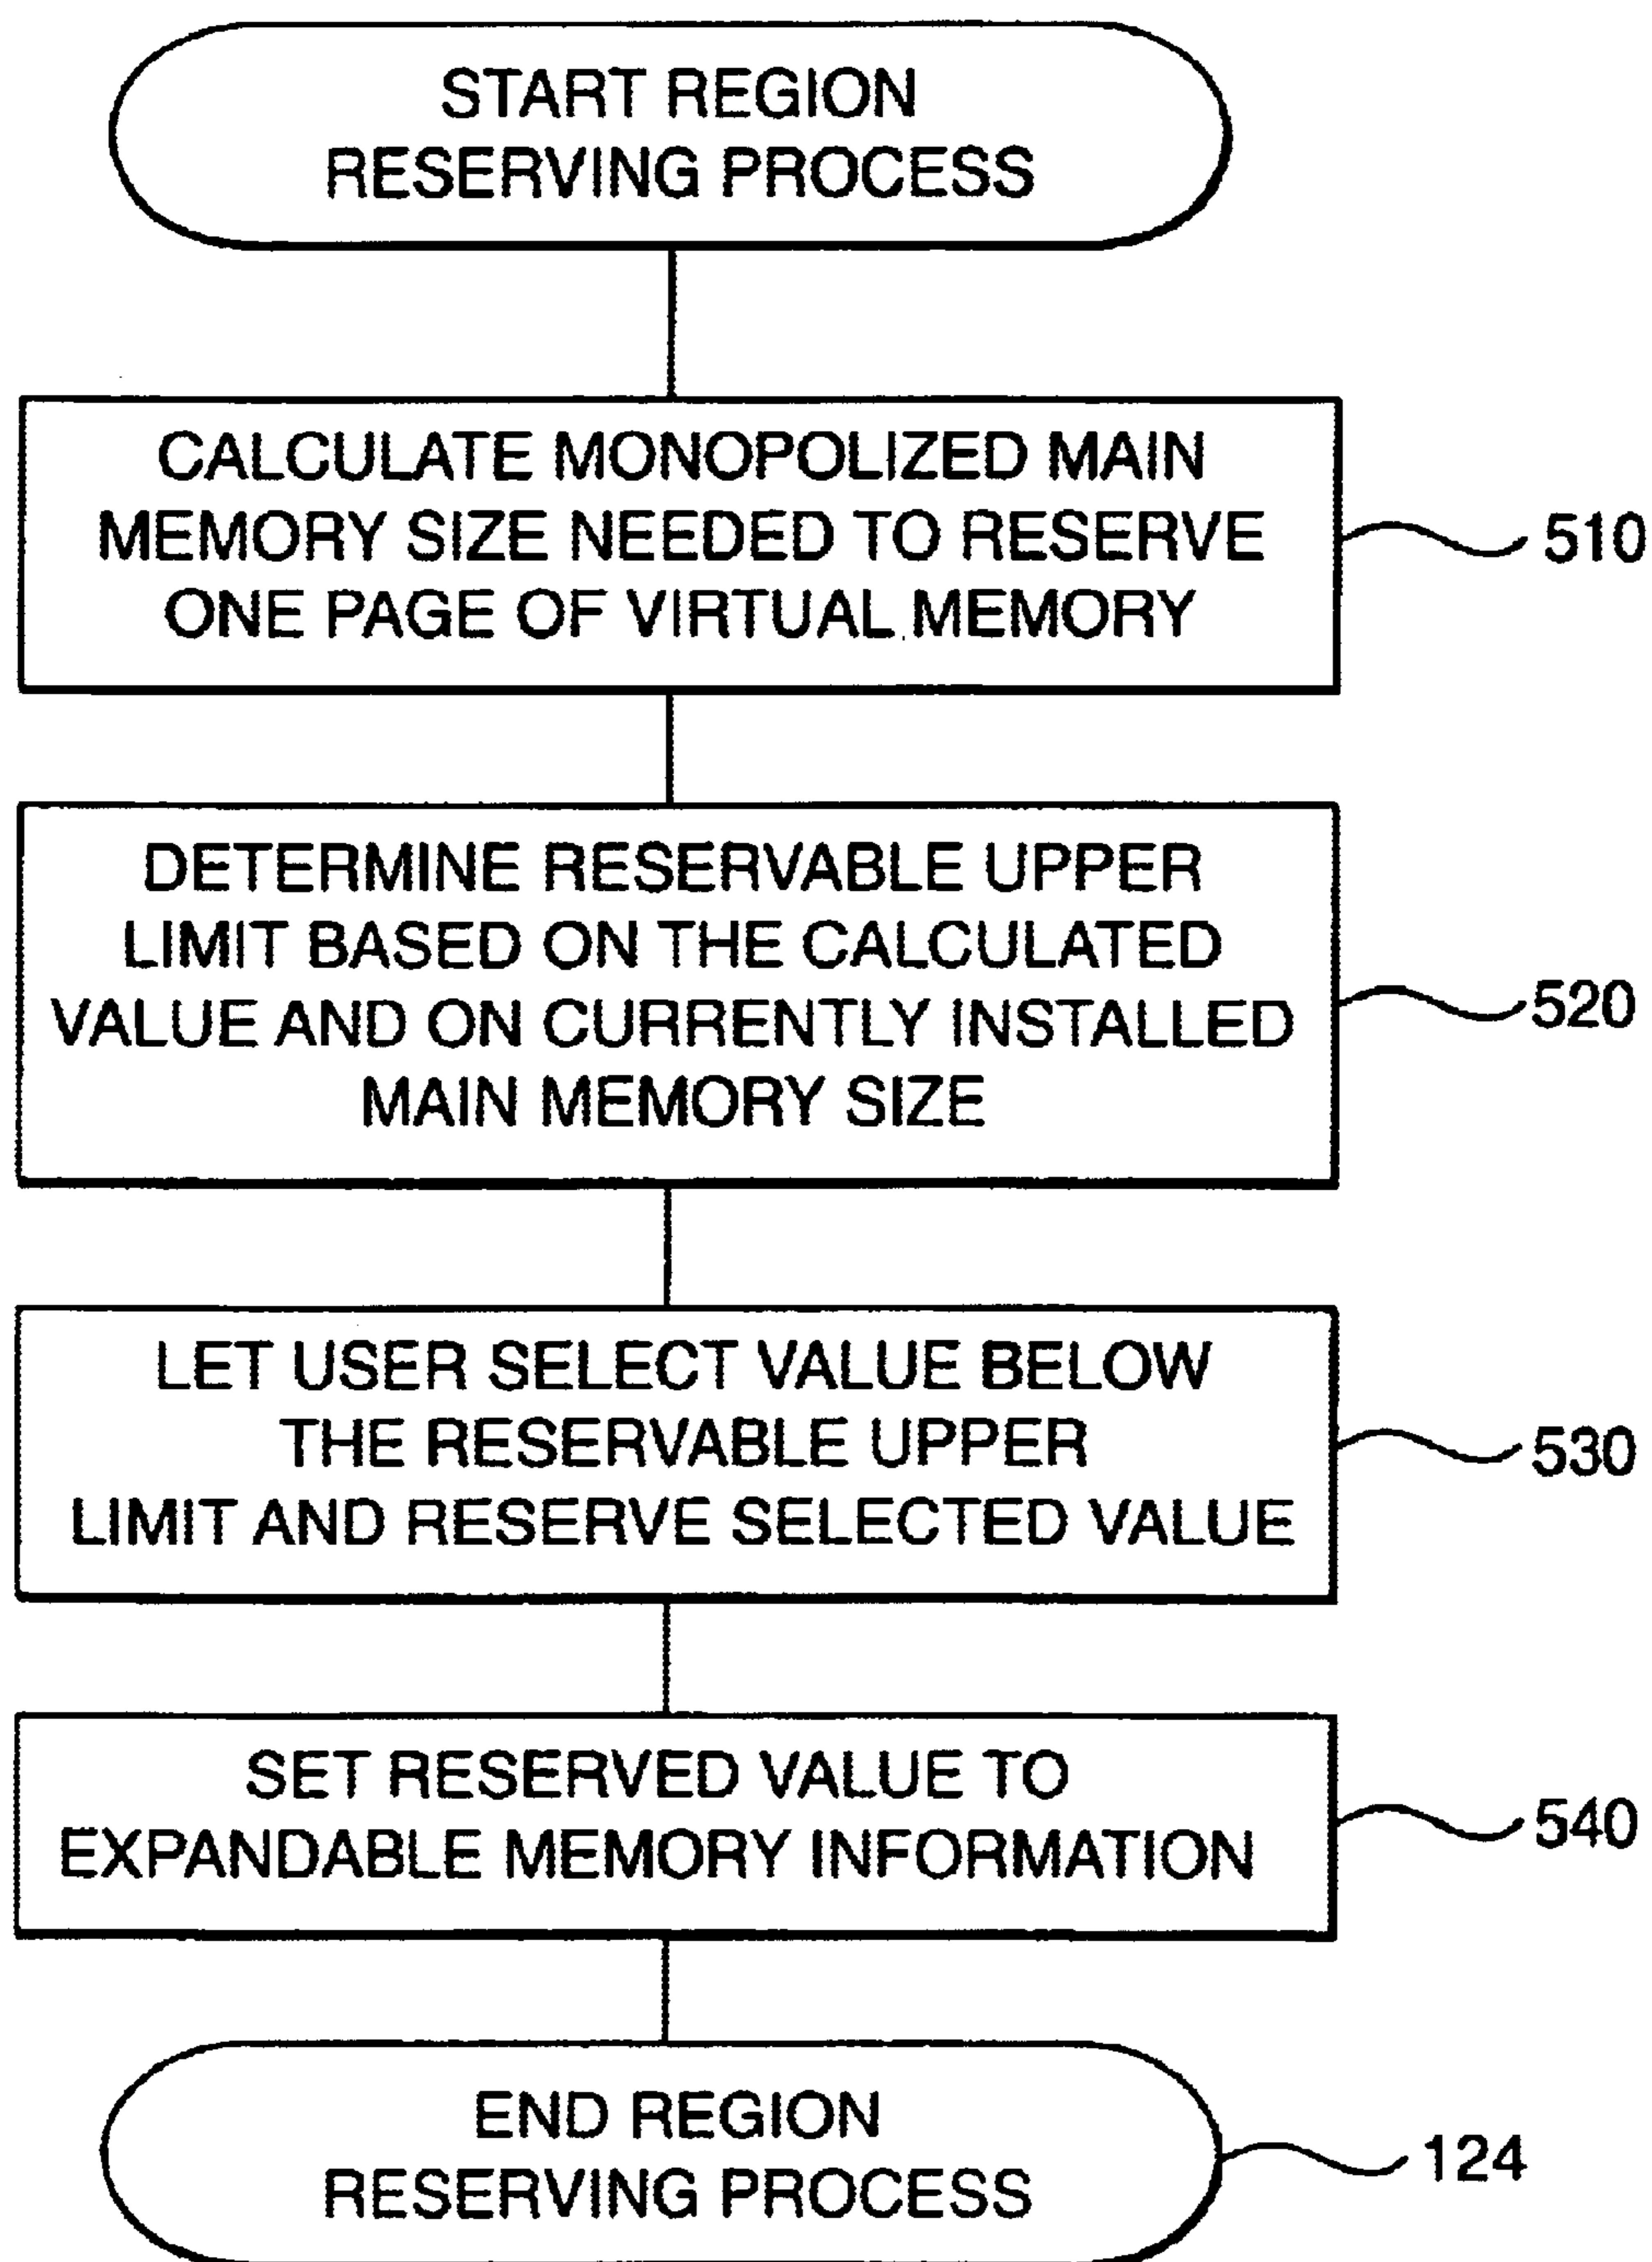 START REGION
RESERVING PROCESS
CALCULATE MONOPOLIZED MAIN
MEMORY SIZE NEEDED TO RESERVE
ONE PAGE OF VIRTUAL MEMORY
510
DETERMINE RESERVABLE UPPER
LIMIT BASED ON THE CALCULATED
VALUE AND ON CURRENTLY INSTALLED
MAIN MEMORY SIZE
520
LET USER SELECT VALUE BELOW
THE RESERVABLE UPPER
LIMIT AND RESERVE SELECTED VALUE
530
SET RESERVED VALUE TO
EXPANDABLE MEMORY INFORMATION
540
END REGION
RESERVING PROCESS
124